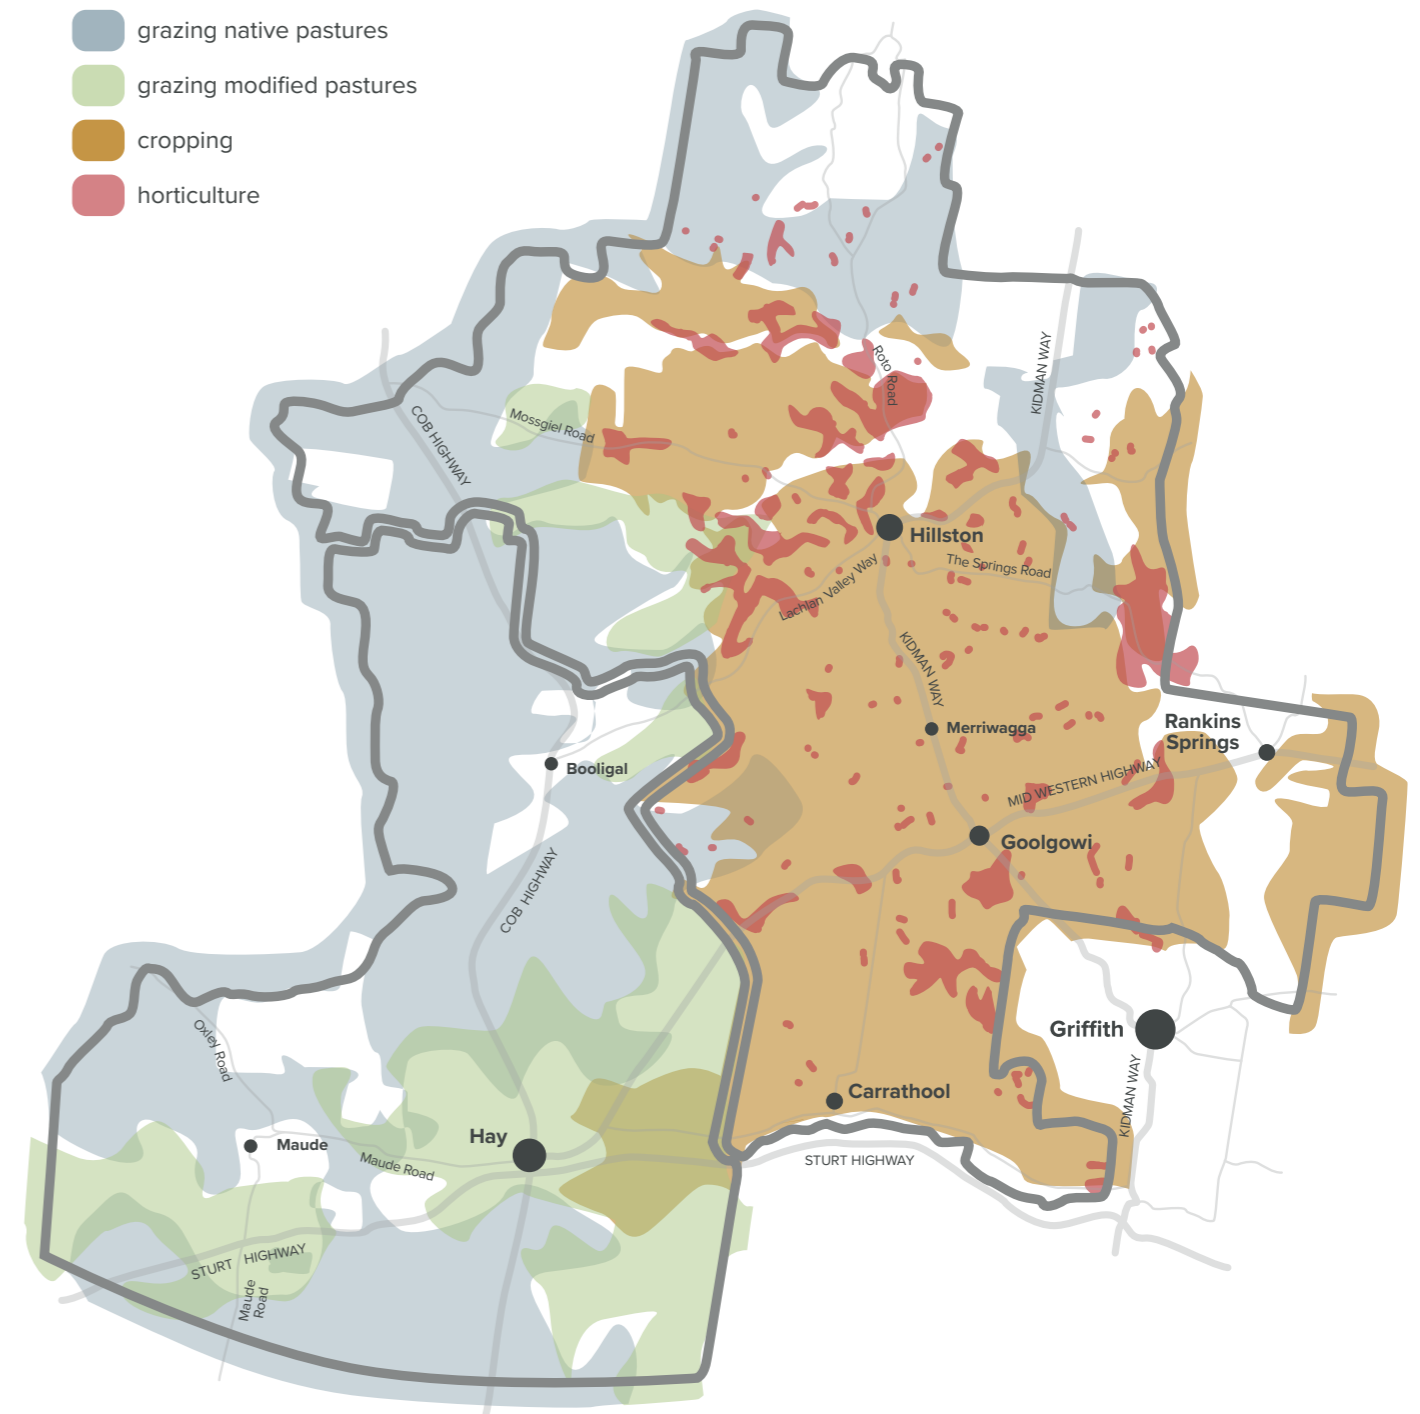 grazing native pastures
grazing modified pastures
cropping
horticulture
KIDMAN WAY
Roto Road
COB HIGHWAY
Mossgiel Road
Hillston
The Springs Road
Lachlan Valley Way
KIDMAN WAY
Merriwagga
Rankins
Springs
Booligal
MID WESTERN HIGHWAY
Goolgowi
COB HIGHWAY
Oxley Road
Griffith
Carrathool
KIDMAN WAY
Hay
Maude
Maude Road
STURT HIGHWAY
STURT HIGHWAY
Maude
Road